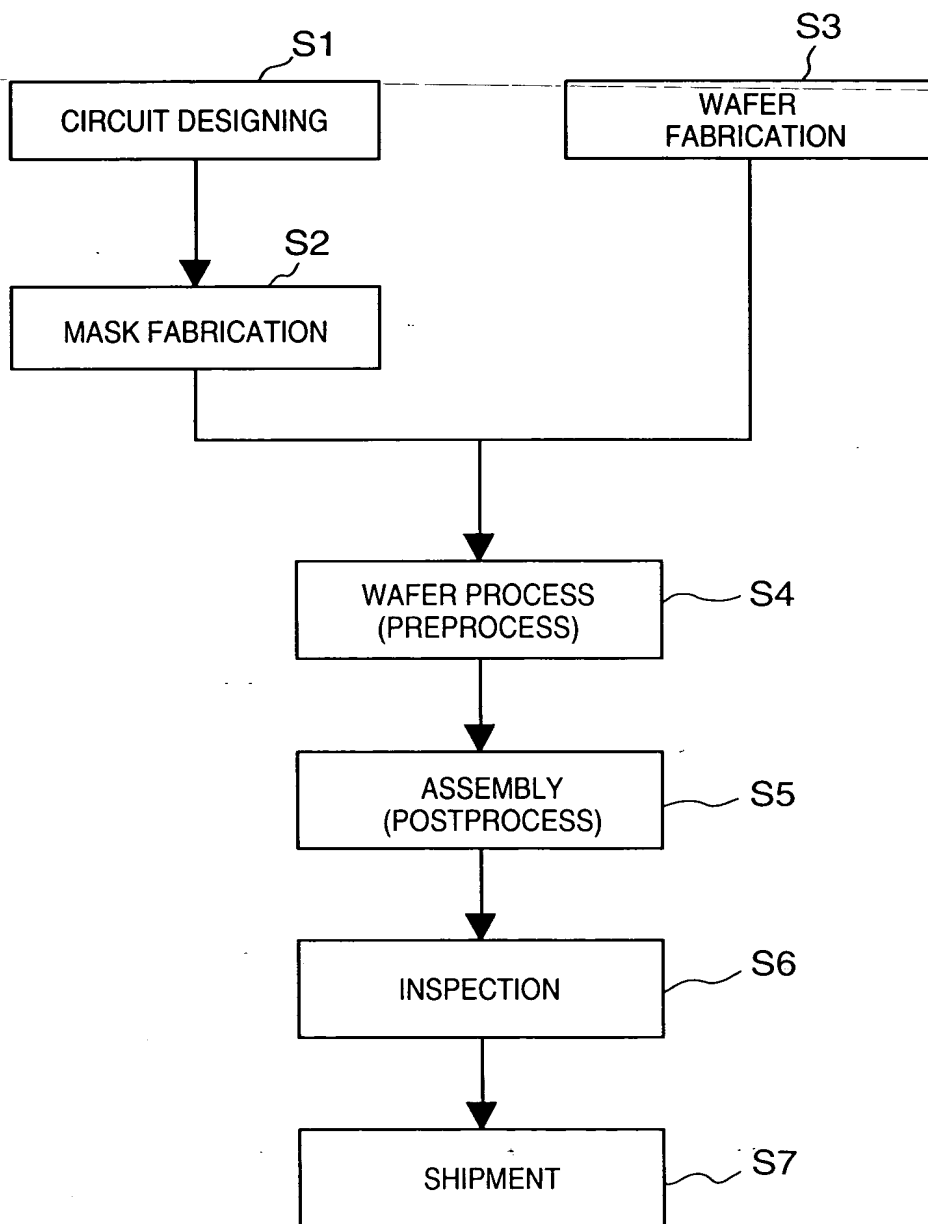 S1
CIRCUIT DESIGNING
S3
WAFER
FABRICATION
S2
MASK FABRICATION
WAFER PROCESS
(PREPROCESS)
S4
ASSEMBLY
(POSTPROCESS)
S5
INSPECTION
S6
SHIPMENT
S7